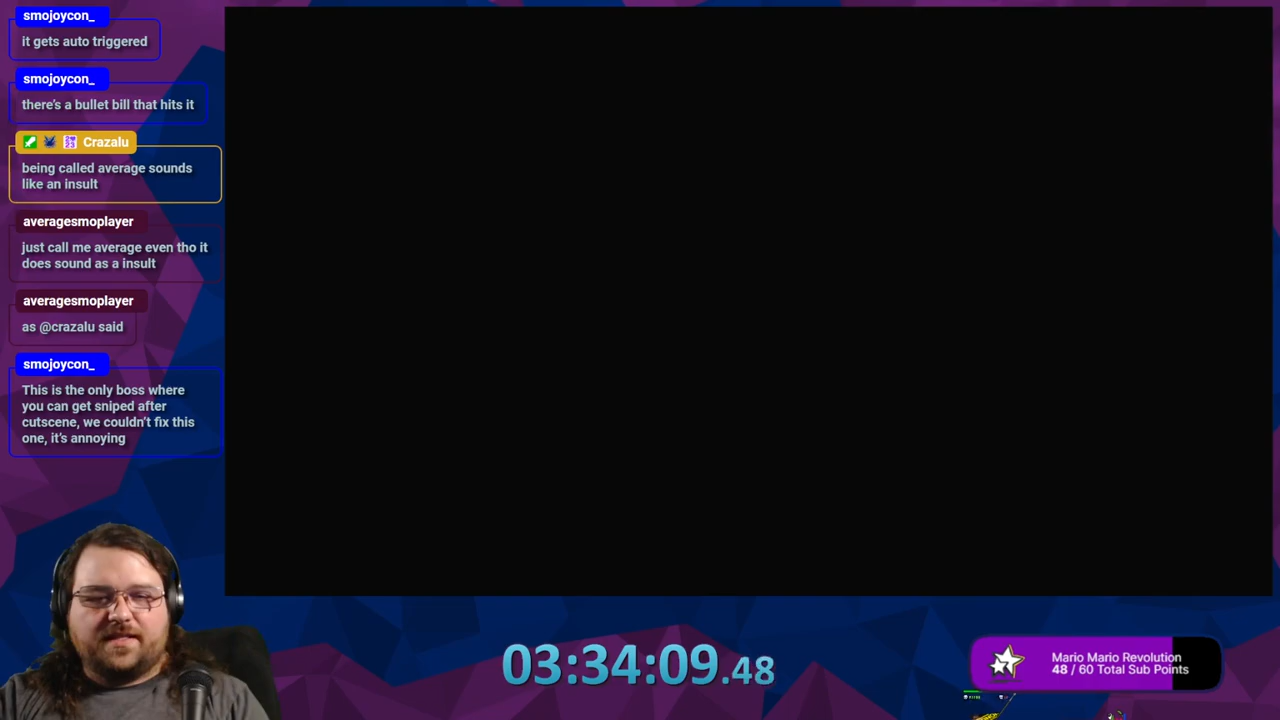 smojoycon_
it gets auto triggered
smojoycon_
there's a bullet bill that hits it
Crazalu
being called average sounds
like an insult
averagesmoplayer
just call me average even tho it
does sound as a insult
averagesmoplayer
as @crazalu said
smojoycon_
This is the only boss where
you can get sniped after
cutscene, we couldn't fix this
one, it's annoying
03:34:09.48
Mario Mario Revolution
48 / 60 Total Sub Points